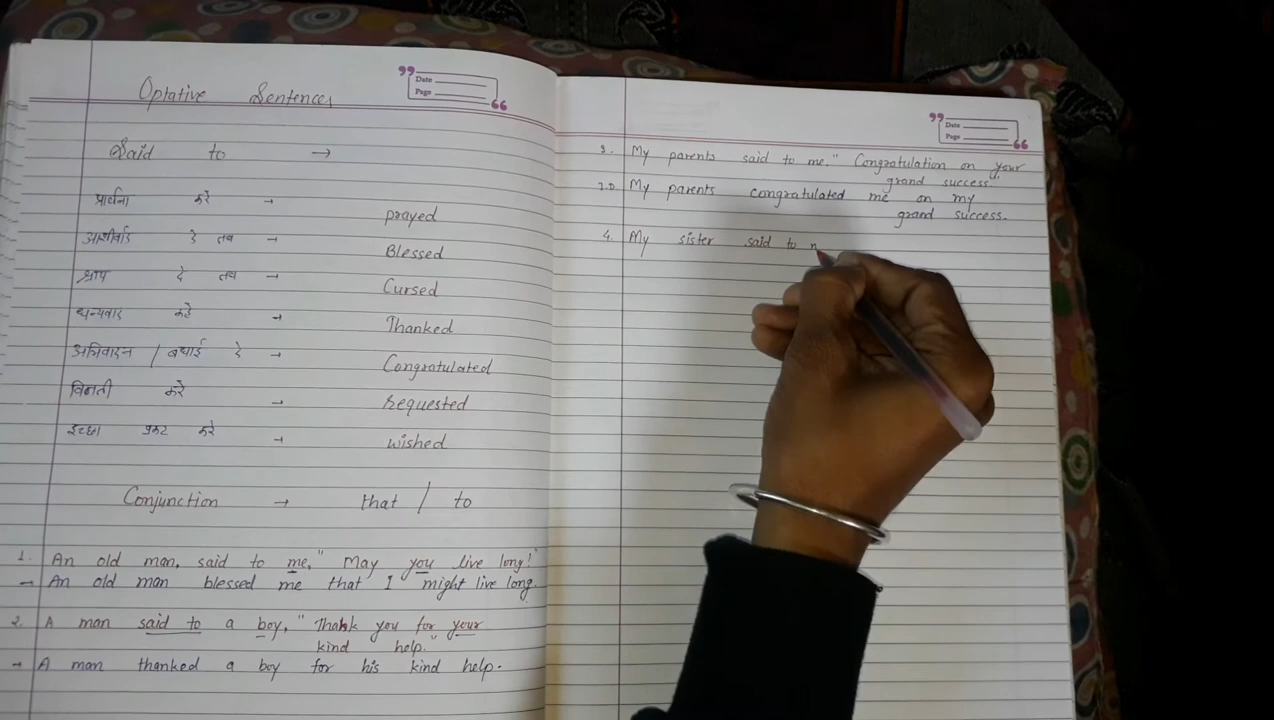 Optative Sentences
Date
Page
Said to →
प्रार्थना करे → prayed
आशीर्वाद दे तब → Blessed
श्राप दे तब → Cursed
धन्यवाद करे → Thanked
अभिवादन / बधाई दे → Congratulated
विनती करे → Requested
इच्छा प्रकट करे → wished
Conjunction → that / to
1. An old man, said to me, "May you live long!"
→ An old man blessed me that I might live long.
2. A man said to a boy, "Thank you for your
kind help."
→ A man thanked a boy for his kind help.
Date
Page
3. My parents said to me, "Congratulation on your
grand success".
I.D. My parents congratulated me on my
grand success.
4. My sister said to